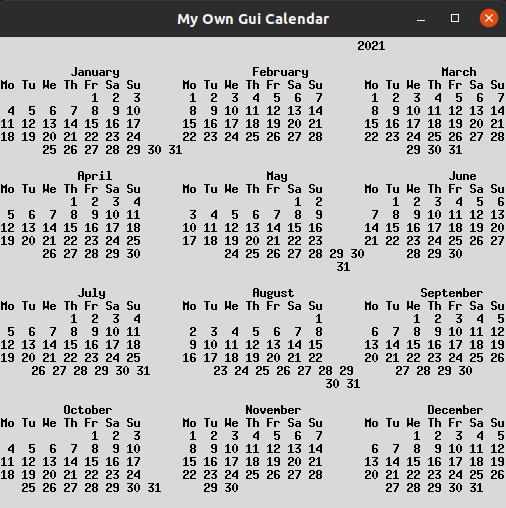 My Own Gui Calendar
2021
January February March
Mo Tu We Th Fr Sa Su Mo Tu We Th Fr Sa Su Mo Tu We Th Fr Sa Su
1 2 3 1 2 3 4 5 6 7 1 2 3 4 5 6 7
4 5 6 7 8 9 10 8 9 10 11 12 13 14 8 9 10 11 12 13 14
11 12 13 14 15 16 17 15 16 17 18 19 20 21 15 16 17 18 19 20 21
18 19 20 21 22 23 24 22 23 24 25 26 27 28 22 23 24 25 26 27 28
25 26 27 28 29 30 31 29 30 31
April May June
Mo Tu We Th Fr Sa Su Mo Tu We Th Fr Sa Su Mo Tu We Th Fr Sa Su
1 2 3 4 1 2 1 2 3 4 5 6
5 6 7 8 9 10 11 3 4 5 6 7 8 9 7 8 9 10 11 12 13
12 13 14 15 16 17 18 10 11 12 13 14 15 16 14 15 16 17 18 19 20
19 20 21 22 23 24 25 17 18 19 20 21 22 23 21 22 23 24 25 26 27
26 27 28 29 30 24 25 26 27 28 29 30 28 29 30
31
July August September
Mo Tu We Th Fr Sa Su Mo Tu We Th Fr Sa Su Mo Tu We Th Fr Sa Su
1 2 3 4 1 1 2 3 4 5
5 6 7 8 9 10 11 2 3 4 5 6 7 8 6 7 8 9 10 11 12
12 13 14 15 16 17 18 9 10 11 12 13 14 15 13 14 15 16 17 18 19
19 20 21 22 23 24 25 16 17 18 19 20 21 22 20 21 22 23 24 25 26
26 27 28 29 30 31 23 24 25 26 27 28 29 27 28 29 30
30 31
October November December
Mo Tu We Th Fr Sa Su Mo Tu We Th Fr Sa Su Mo Tu We Th Fr Sa Su
1 2 3 1 2 3 4 5 6 7 1 2 3 4 5
4 5 6 7 8 9 10 8 9 10 11 12 13 14 6 7 8 9 10 11 12
11 12 13 14 15 16 17 15 16 17 18 19 20 21 13 14 15 16 17 18 19
18 19 20 21 22 23 24 22 23 24 25 26 27 28 20 21 22 23 24 25 26
25 26 27 28 29 30 31 29 30 27 28 29 30 31